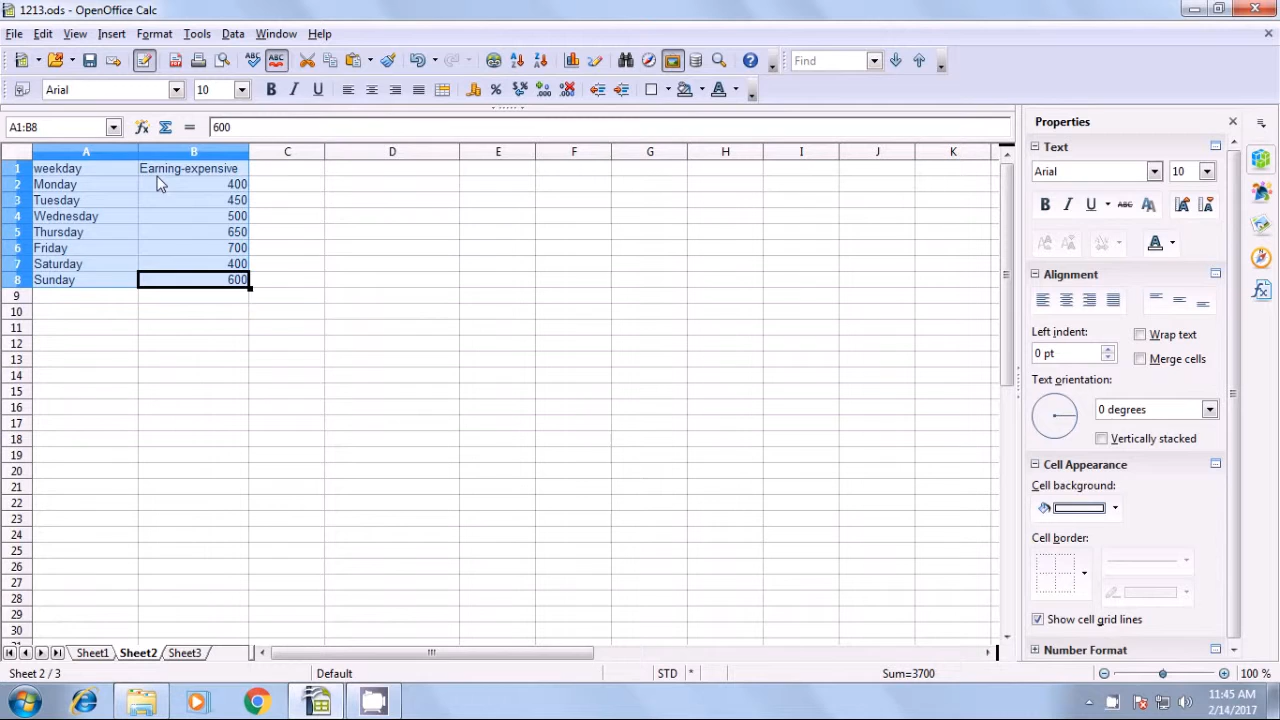 1213.ods - OpenOffice Calc
File Edit View Insert Format Tools Data Window Help
Find
Arial 10
A1:B8 600
A B C D E F G H I J K
1 weekday Earning-expensive
2 Monday 400
3 Tuesday 450
4 Wednesday 500
5 Thursday 650
6 Friday 700
7 Saturday 400
8 Sunday 600
9
10
11
12
13
14
15
16
17
18
19
20
21
22
23
24
25
26
27
28
29
30
Sheet1 Sheet2 Sheet3
Sheet 2 / 3 Default STD * Sum=3700 100 %
Properties
Text
Arial 10
Alignment
Left indent: Wrap text
0 pt Merge cells
Text orientation:
0 degrees
Vertically stacked
Cell Appearance
Cell background:
Cell border:
Show cell grid lines
Number Format
11:45 AM
2/14/2017